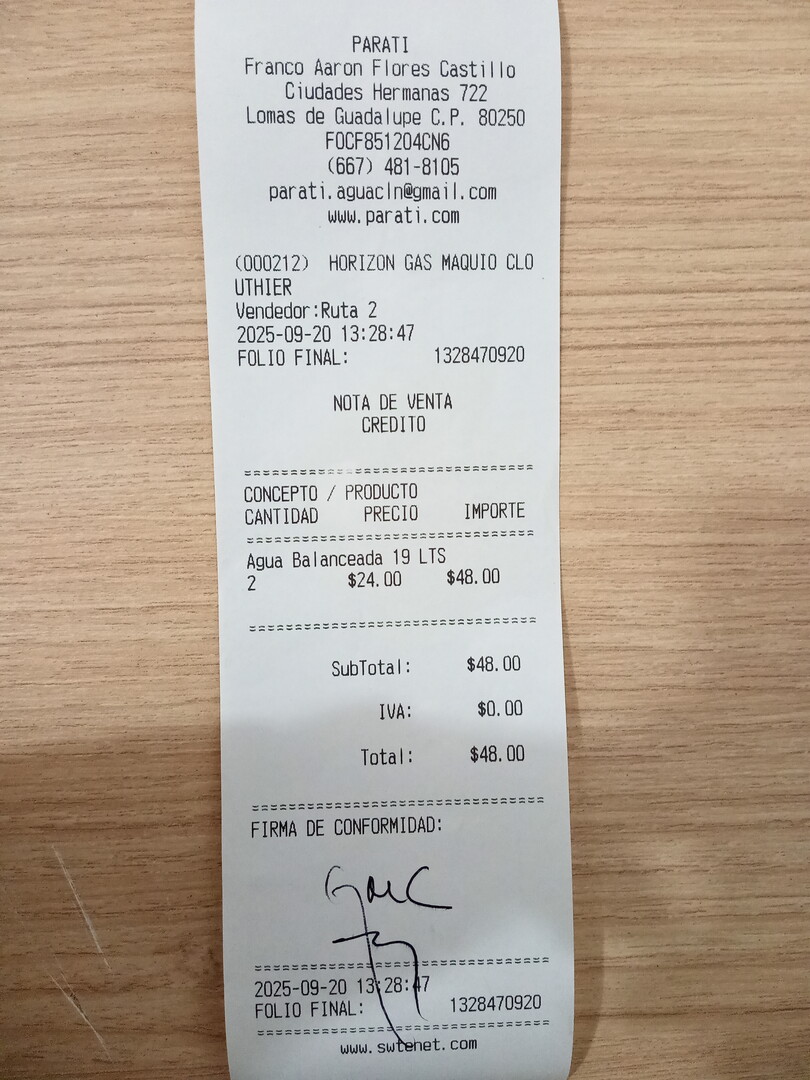 PARATI
Franco Aaron Flores Castillo
Ciudades Hermanas 722
Lomas de Guadalupe C.P. 80250
FOCF851204CN6
(667) 481-8105
parati.aguacln@gmail.com
www.parati.com
(000212) HORIZON GAS MAQUIO CLO
UTHIER
Vendedor:Ruta 2
2025-09-20 13:28:47
FOLIO FINAL: 1328470920
NOTA DE VENTA
CREDITO
CONCEPTO / PRODUCTO
CANTIDAD PRECIO IMPORTE
Agua Balanceada 19 LTS
2 $24.00 $48.00
SubTotal: $48.00
IVA: $0.00
Total: $48.00
FIRMA DE CONFORMIDAD:
2025-09-20 13:28:47
FOLIO FINAL: 1328470920
www.swtenet.com